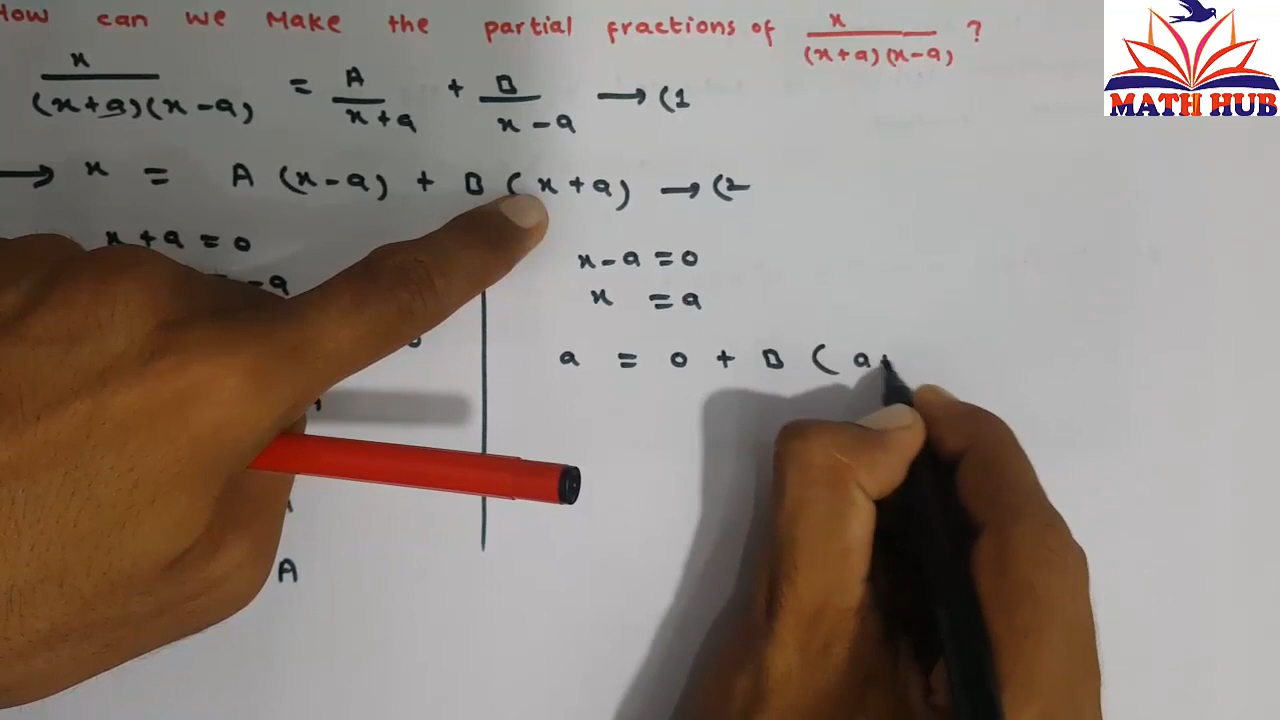 How can we Make the partial fractions of x/((x+a)(x-a)) ?
MATH HUB
x/((x+a)(x-a)) = A/(x+a) + B/(x-a) → (1
→ x = A (x-a) + B (x+a) → (2
x+a = 0
-a
x-a = 0
x = a
a = 0 + B ( a
A